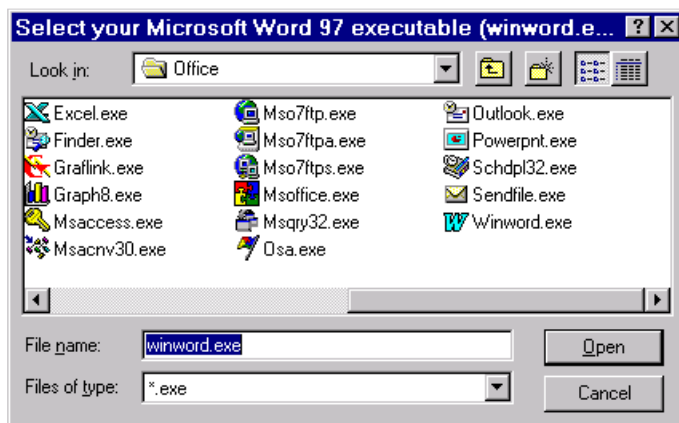 Select your Microsoft Word 97 executable (winword.e...
Look in: Office
Excel.exe Mso7ftp.exe Outlook.exe
Finder.exe Mso7ftpa.exe Powerpnt.exe
Graflink.exe Mso7ftps.exe Schdpl32.exe
Graph8.exe Msoffice.exe Sendfile.exe
Msaccess.exe Msqry32.exe Winword.exe
Msacnv30.exe Osa.exe
File name: winword.exe Open
Files of type: *.exe Cancel